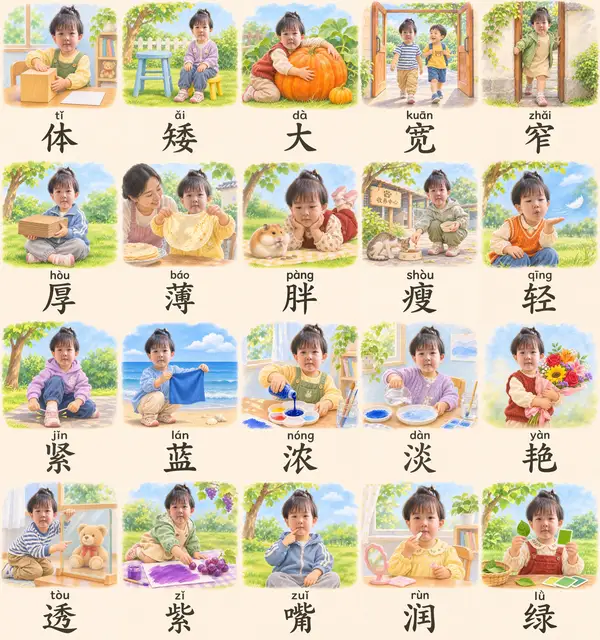 tǐ ǎi dà kuān zhǎi
体 矮 大 宽 窄
hòu báo pàng shòu qīng
厚 薄 胖 瘦 轻
jǐn lán nóng dàn yàn
紧 蓝 浓 淡 艳
tòu zǐ zuǐ rùn lǜ
透 紫 嘴 润 绿